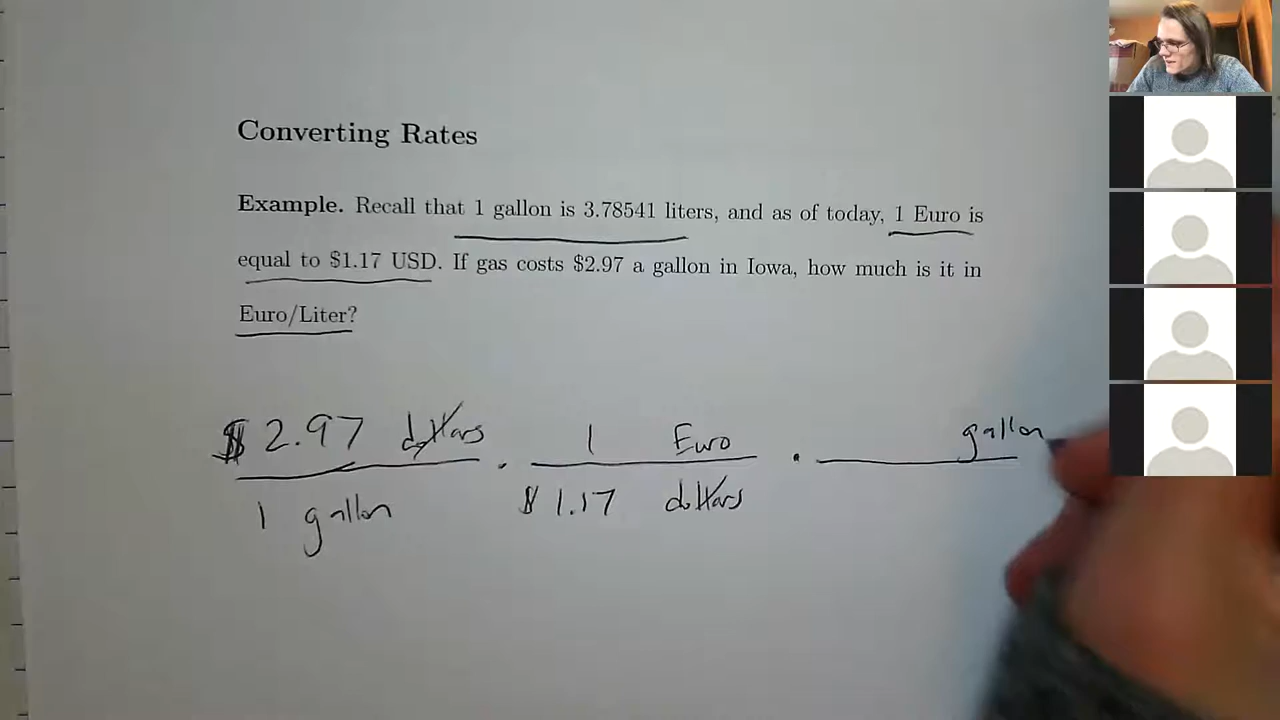 Converting Rates
Example. Recall that 1 gallon is 3.78541 liters, and as of today, 1 Euro is
equal to $1.17 USD. If gas costs $2.97 a gallon in Iowa, how much is it in
Euro/Liter?
$ 2.97 dollars 1 Euro gallon
1 gallon · $ 1.17 dollars ·